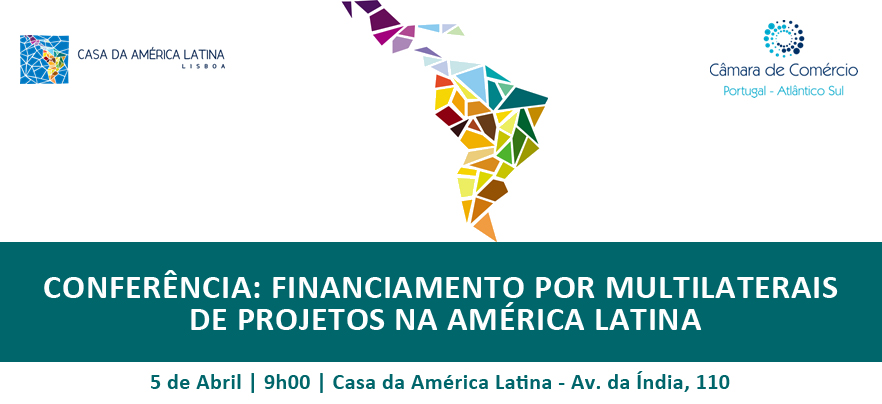 CASA DA AMÉRICA LATINA
LISBOA
Câmara de Comércio
Portugal - Atlântico Sul
CONFERÊNCIA: FINANCIAMENTO POR MULTILATERAIS
DE PROJETOS NA AMÉRICA LATINA
5 de Abril | 9h00 | Casa da América Latina - Av. da Índia, 110